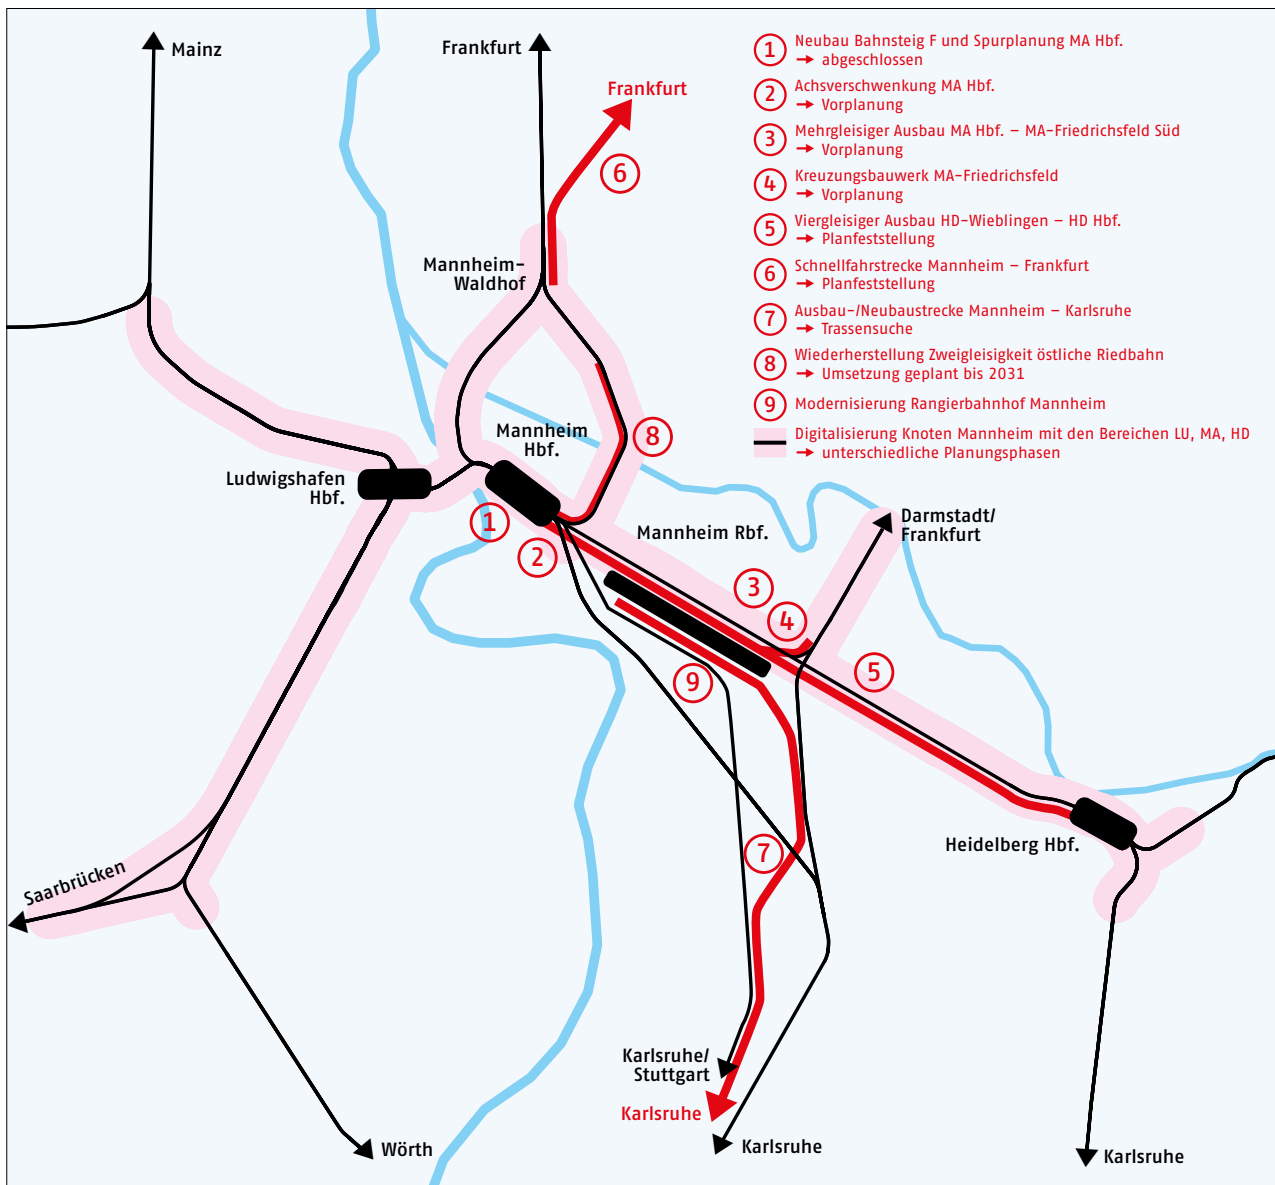 Mainz
Frankfurt
Frankfurt
6
Mannheim-
Waldhof
Mannheim
Hbf.
8
Ludwigshafen
Hbf.
1
2
Mannheim Rbf.
3
4
Darmstadt/
Frankfurt
5
9
7
Heidelberg Hbf.
Saarbrücken
Wörth
Karlsruhe/
Stuttgart
Karlsruhe
Karlsruhe
Karlsruhe
1 Neubau Bahnsteig F und Spurplanung MA Hbf.
→ abgeschlossen
2 Achsverschwenkung MA Hbf.
→ Vorplanung
3 Mehrgleisiger Ausbau MA Hbf. – MA-Friedrichsfeld Süd
→ Vorplanung
4 Kreuzungsbauwerk MA-Friedrichsfeld
→ Vorplanung
5 Viergleisiger Ausbau HD-Wieblingen – HD Hbf.
→ Planfeststellung
6 Schnellfahrstrecke Mannheim – Frankfurt
→ Planfeststellung
7 Ausbau-/Neubaustrecke Mannheim – Karlsruhe
→ Trassensuche
8 Wiederherstellung Zweigleisigkeit östliche Riedbahn
→ Umsetzung geplant bis 2031
9 Modernisierung Rangierbahnhof Mannheim
Digitalisierung Knoten Mannheim mit den Bereichen LU, MA, HD
→ unterschiedliche Planungsphasen